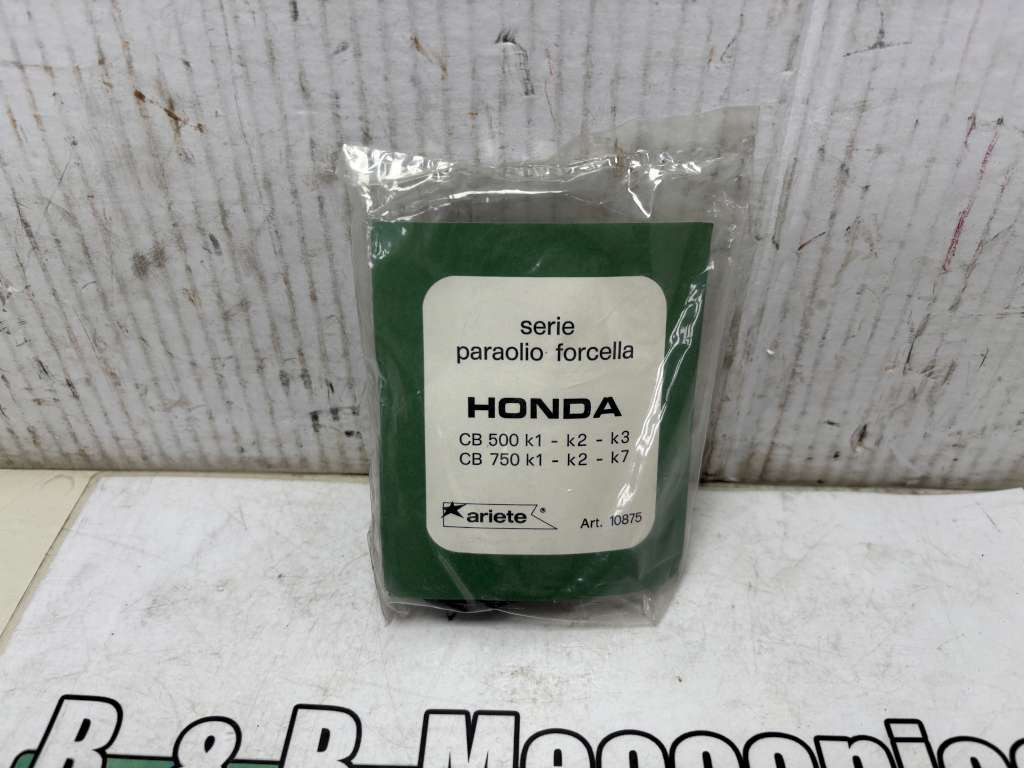 serie
paraolio forcella
HONDA
CB 500 k1 - k2 - k3
CB 750 k1 - k2 - k7
ariete®
Art. 10875
R & R